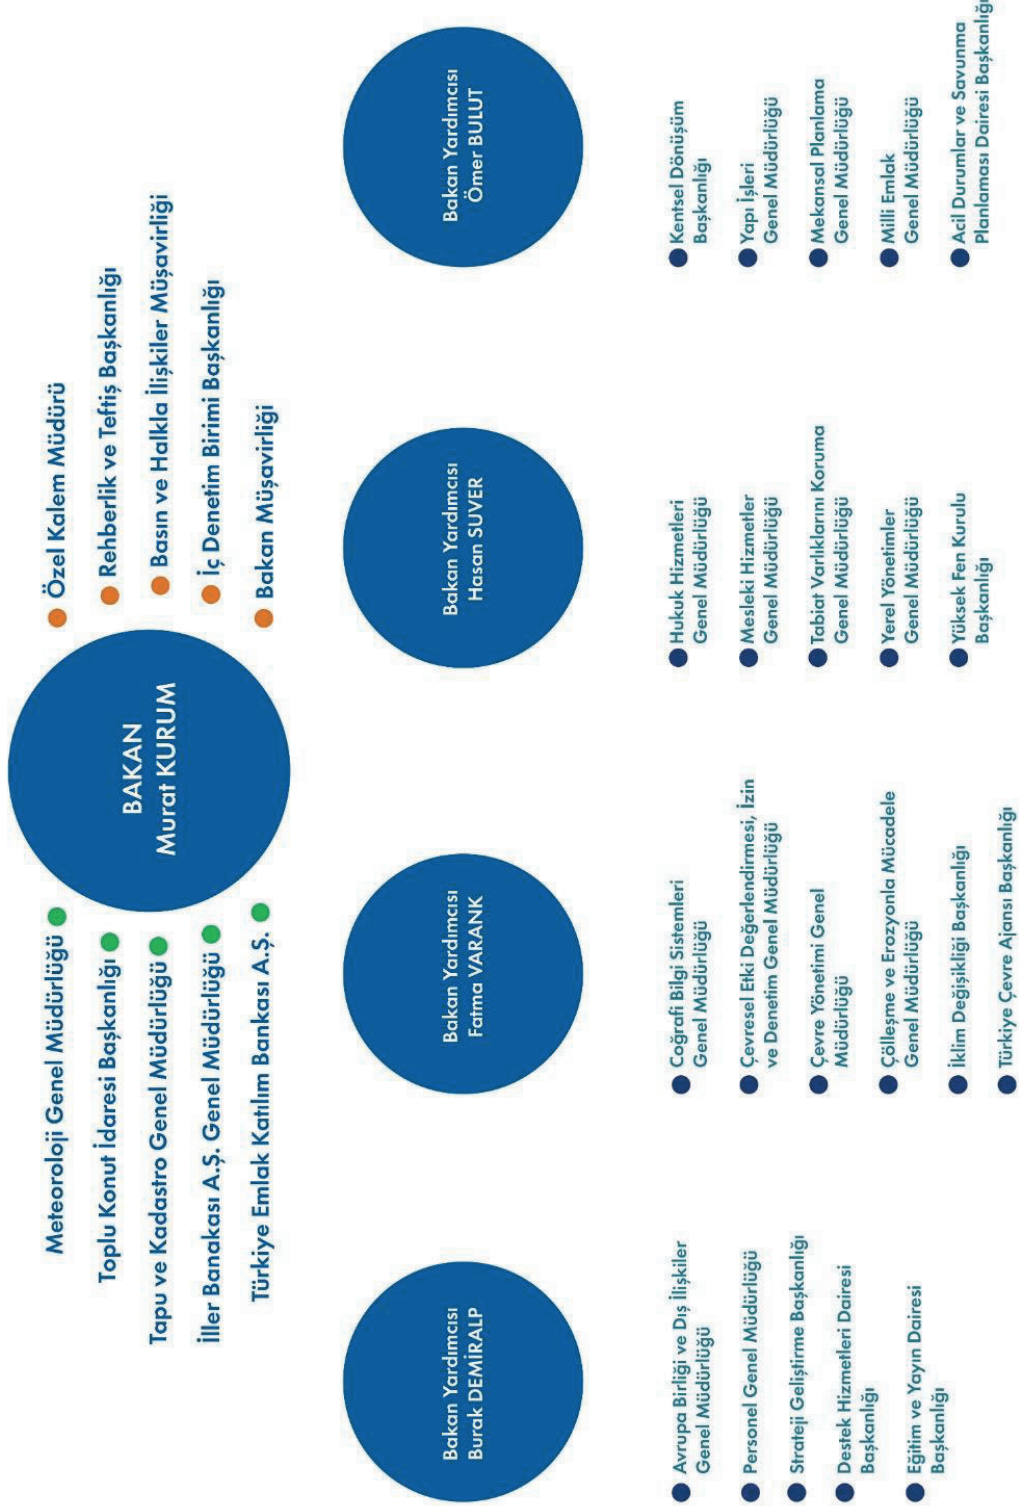 BAKAN
Murat KURUM
Meteoroloji Genel Müdürlüğü
Toplu Konut İdaresi Başkanlığı
Tapu ve Kadastro Genel Müdürlüğü
İller Banakası A.Ş. Genel Müdürlüğü
Türkiye Emlak Katılım Bankası A.Ş.
Özel Kalem Müdürü
Rehberlik ve Teftiş Başkanlığı
Basın ve Halkla İlişkiler Müşavirliği
İç Denetim Birimi Başkanlığı
Bakan Müşavirliği
Bakan Yardımcısı
Burak DEMİRALP
Avrupa Birliği ve Dış İlişkiler
Genel Müdürlüğü
Personel Genel Müdürlüğü
Strateji Geliştirme Başkanlığı
Destek Hizmetleri Dairesi
Başkanlığı
Eğitim ve Yayın Dairesi
Başkanlığı
Bakan Yardımcısı
Fatma VARANK
Coğrafi Bilgi Sistemleri
Genel Müdürlüğü
Çevresel Etki Değerlendirmesi, İzin
ve Denetim Genel Müdürlüğü
Çevre Yönetimi Genel
Müdürlüğü
Çölleşme ve Erozyonla Mücadele
Genel Müdürlüğü
İklim Değişikliği Başkanlığı
Türkiye Çevre Ajansı Başkanlığı
Bakan Yardımcısı
Hasan SUVER
Hukuk Hizmetleri
Genel Müdürlüğü
Mesleki Hizmetler
Genel Müdürlüğü
Tabiat Varlıklarını Koruma
Genel Müdürlüğü
Yerel Yönetimler
Genel Müdürlüğü
Yüksek Fen Kurulu
Başkanlığı
Bakan Yardımcısı
Ömer BULUT
Kentsel Dönüşüm
Başkanlığı
Yapı İşleri
Genel Müdürlüğü
Mekansal Planlama
Genel Müdürlüğü
Milli Emlak
Genel Müdürlüğü
Acil Durumlar ve Savunma
Planlaması Dairesi Başkanlığı